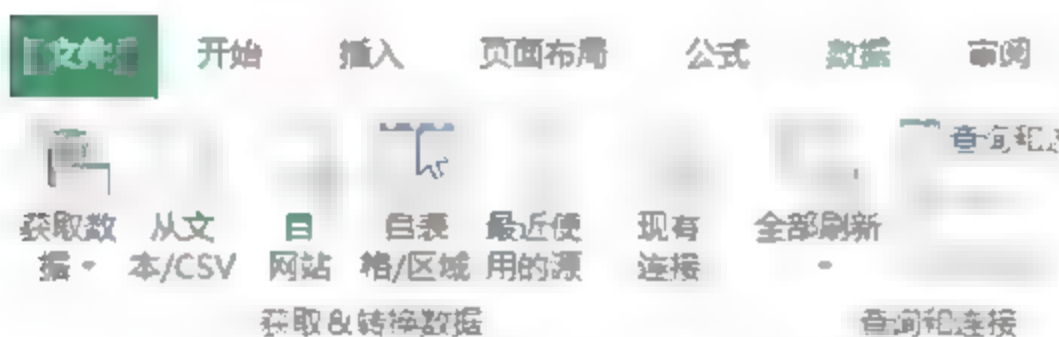 文件 开始 插入 页面布局 公式 数据 审阅
查询和
获取数 从文 自 自表 最近使 现有 全部刷新
据 本/CSV 网站 格/区域 用的源 连接
获取&转换数据 查询和连接